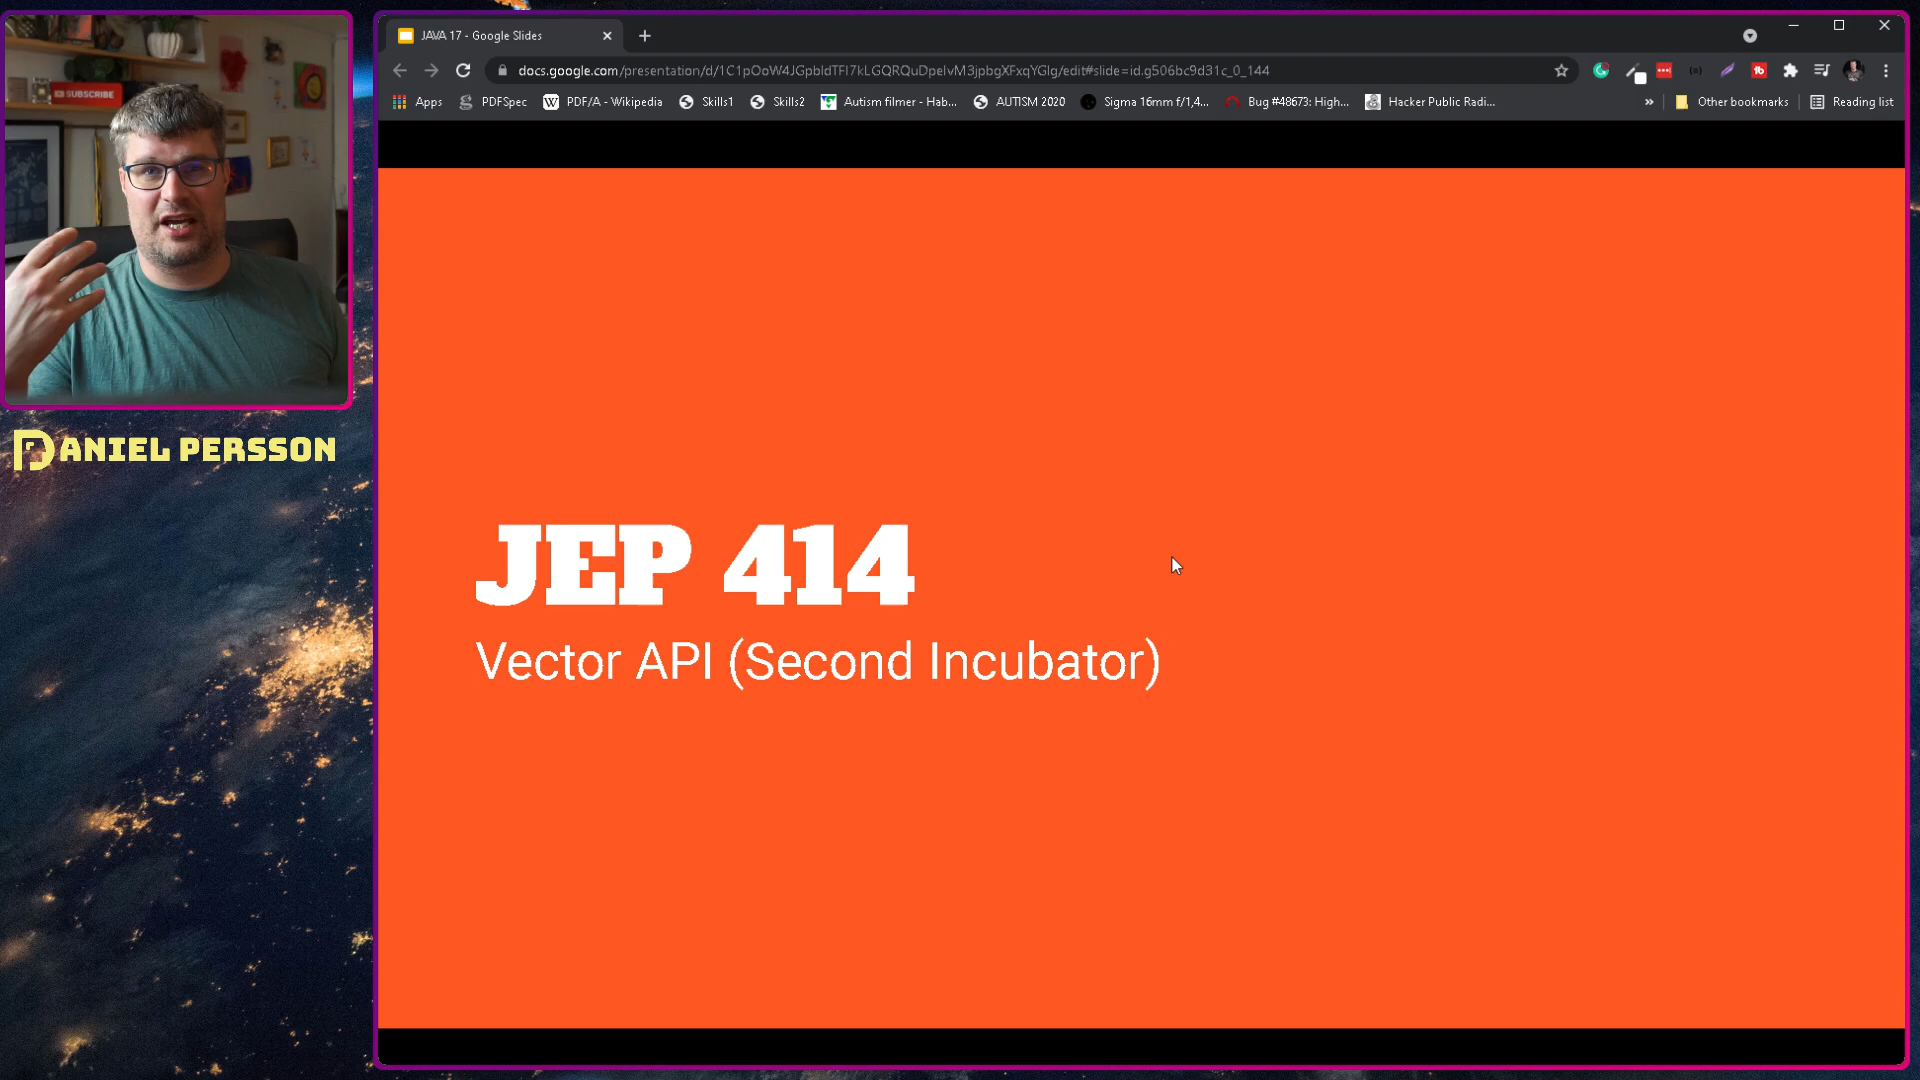 SUBSCRIBE
DANIEL PERSSON
JAVA 17 - Google Slides
docs.google.com/presentation/d/1C1pOoW4JGpbldTFI7kLGQRQuDpelvM3jpbgXFxqYGlg/edit#slide=id.g506bc9d31c_0_144
Apps PDFSpec PDF/A - Wikipedia Skills1 Skills2 Autism filmer - Hab... AUTISM 2020 Sigma 16mm f/1,4... Bug #48673: High... Hacker Public Radi... » Other bookmarks Reading list
JEP 414
Vector API (Second Incubator)